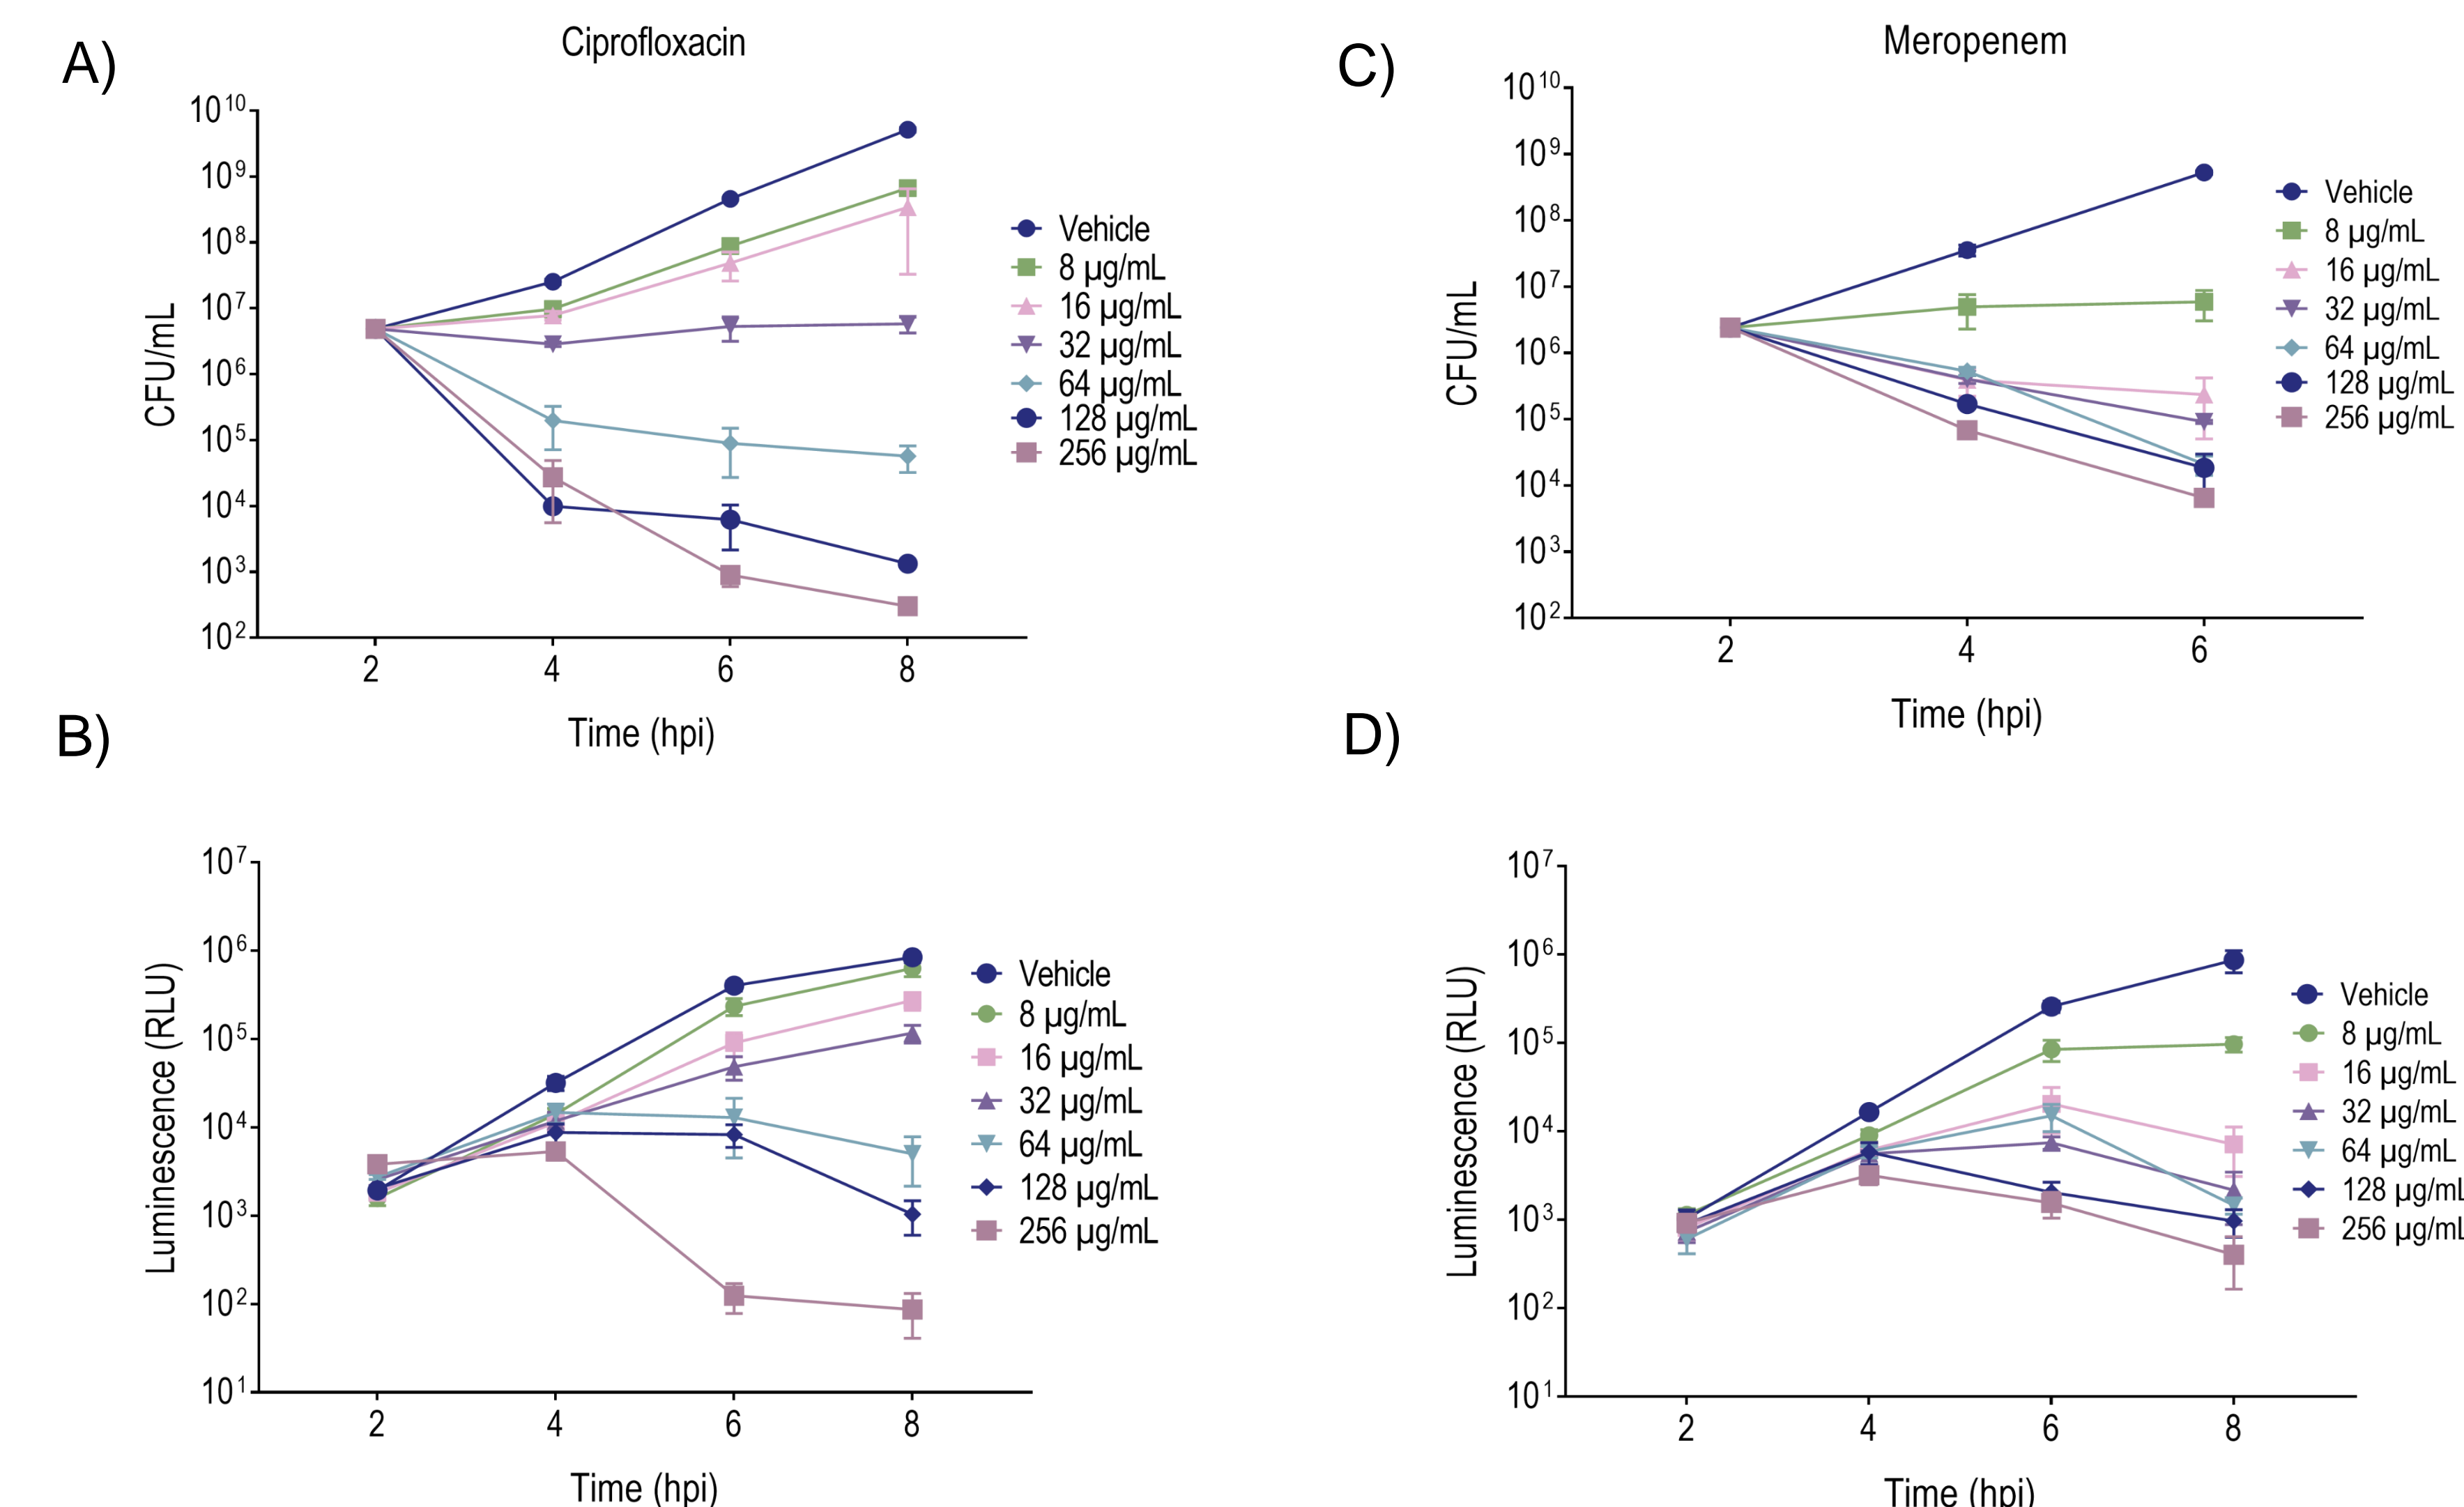 A)
Ciprofloxacin
10^10
10^9
10^8
10^7
10^6
10^5
10^4
10^3
10^2
CFU/mL
2 4 6 8
Time (hpi)
Vehicle
8 µg/mL
16 µg/mL
32 µg/mL
64 µg/mL
128 µg/mL
256 µg/mL
C)
Meropenem
10^10
10^9
10^8
10^7
10^6
10^5
10^4
10^3
10^2
CFU/mL
2 4 6
Time (hpi)
Vehicle
8 µg/mL
16 µg/mL
32 µg/mL
64 µg/mL
128 µg/mL
256 µg/mL
B)
10^7
10^6
10^5
10^4
10^3
10^2
10^1
Luminescence (RLU)
2 4 6 8
Time (hpi)
Vehicle
8 µg/mL
16 µg/mL
32 µg/mL
64 µg/mL
128 µg/mL
256 µg/mL
D)
10^7
10^6
10^5
10^4
10^3
10^2
10^1
Luminescence (RLU)
2 4 6 8
Time (hpi)
Vehicle
8 µg/mL
16 µg/mL
32 µg/mL
64 µg/mL
128 µg/mL
256 µg/mL